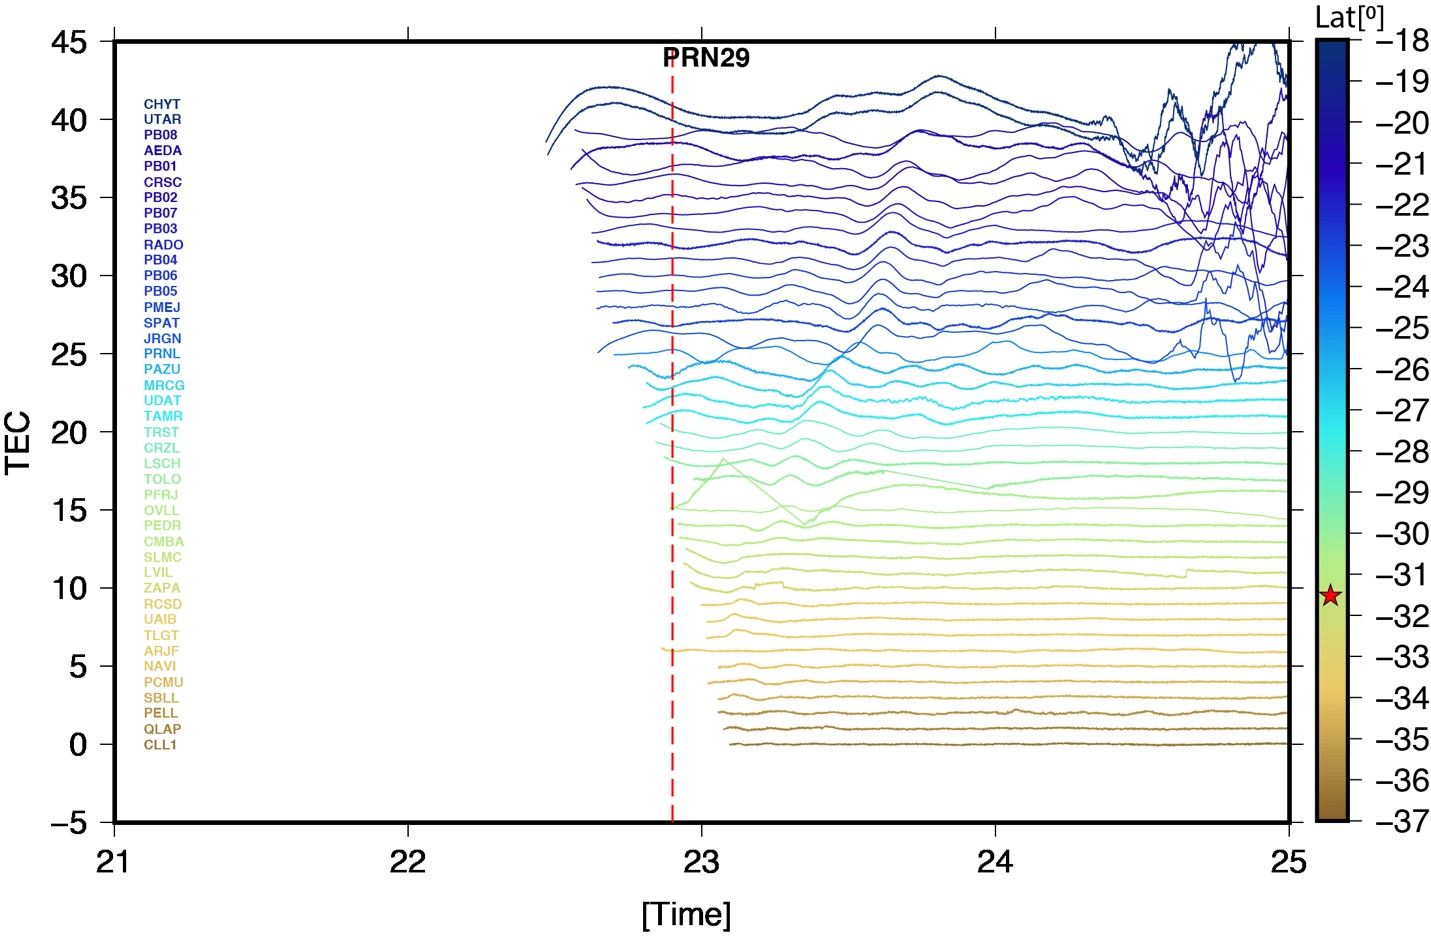 Lat[º]
PRN29
45
40
35
30
25
20
15
10
5
0
−5
TEC
CHYT
UTAR
PB08
AEDA
PB01
CRSC
PB02
PB07
PB03
RADO
PB04
PB06
PB05
PMEJ
SPAT
JRGN
PRNL
PAZU
MRCG
UDAT
TAMR
TRST
CRZL
LSCH
TOLO
PFRJ
OVLL
PEDR
CMBA
SLMC
LVIL
ZAPA
RCSD
UAIB
TLGT
ARJF
NAVI
PCMU
SBLL
PELL
QLAP
CLL1
21
22
23
24
25
[Time]
−18
−19
−20
−21
−22
−23
−24
−25
−26
−27
−28
−29
−30
−31
−32
−33
−34
−35
−36
−37